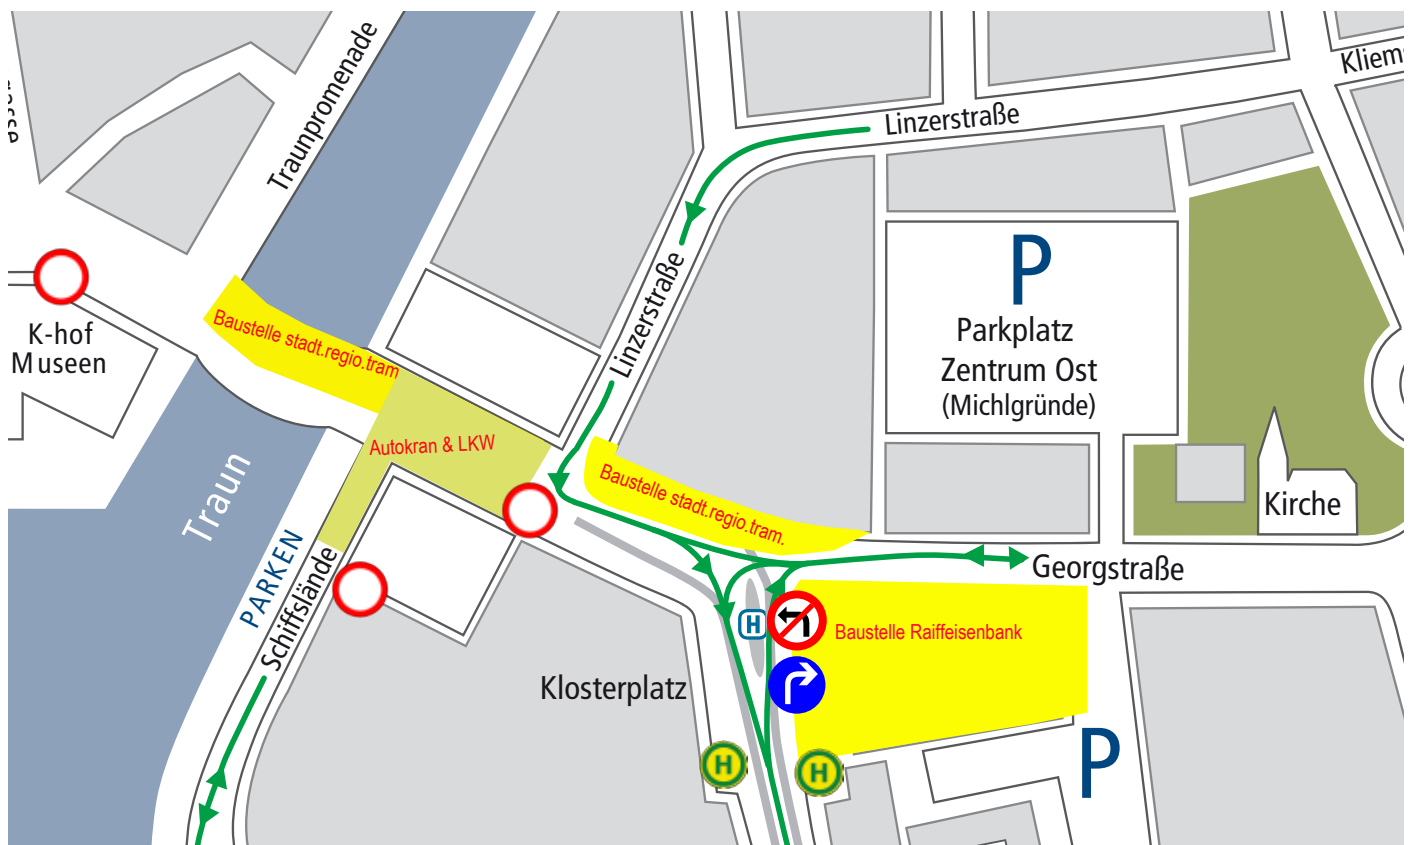 Traunpromenade
Linzerstraße
P
Parkplatz
Zentrum Ost
(Michlgründe)
K-hof
Museen
Baustelle stadt.regio.tram
Linzerstraße
Autokran & LKW
Baustelle stadt.regio.tram.
Kirche
Traun
PARKEN
Schiffslände
Georgstraße
H
Baustelle Raiffeisenbank
Klosterplatz
H
H
P